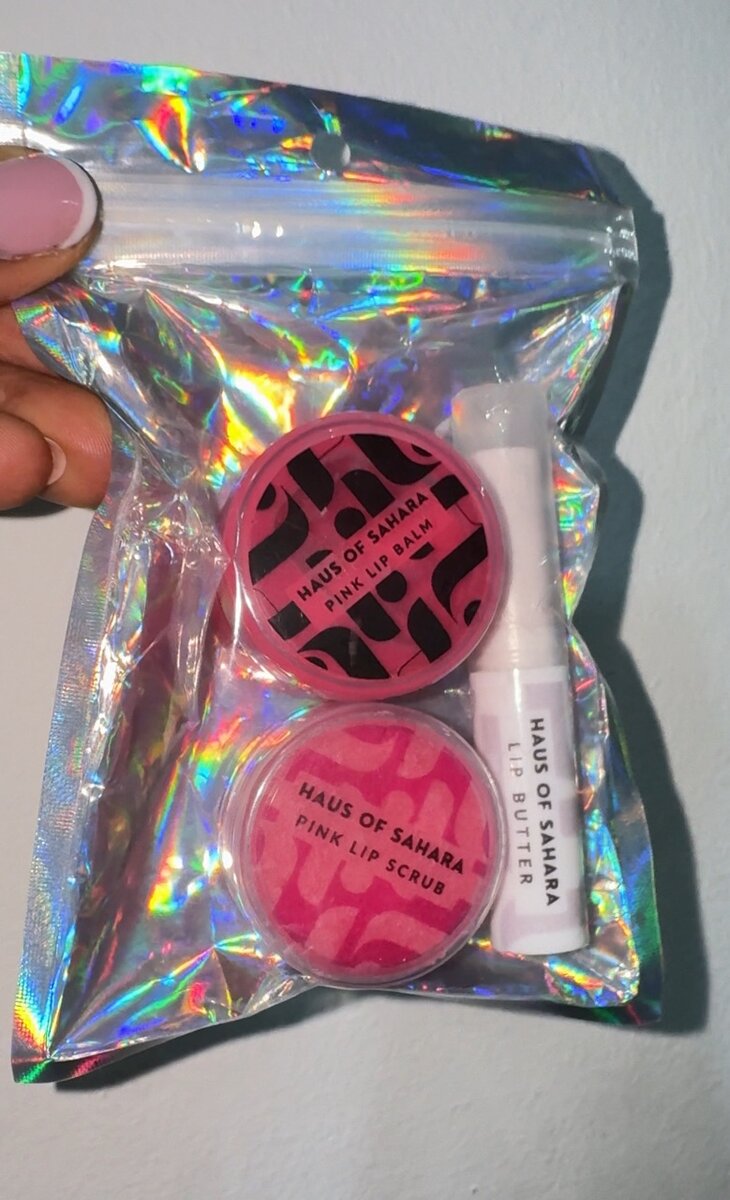 HAUS OF SAHARA
PINK LIP BALM
HAUS OF SAHARA
PINK LIP SCRUB
HAUS OF SAHARA
LIP BUTTER